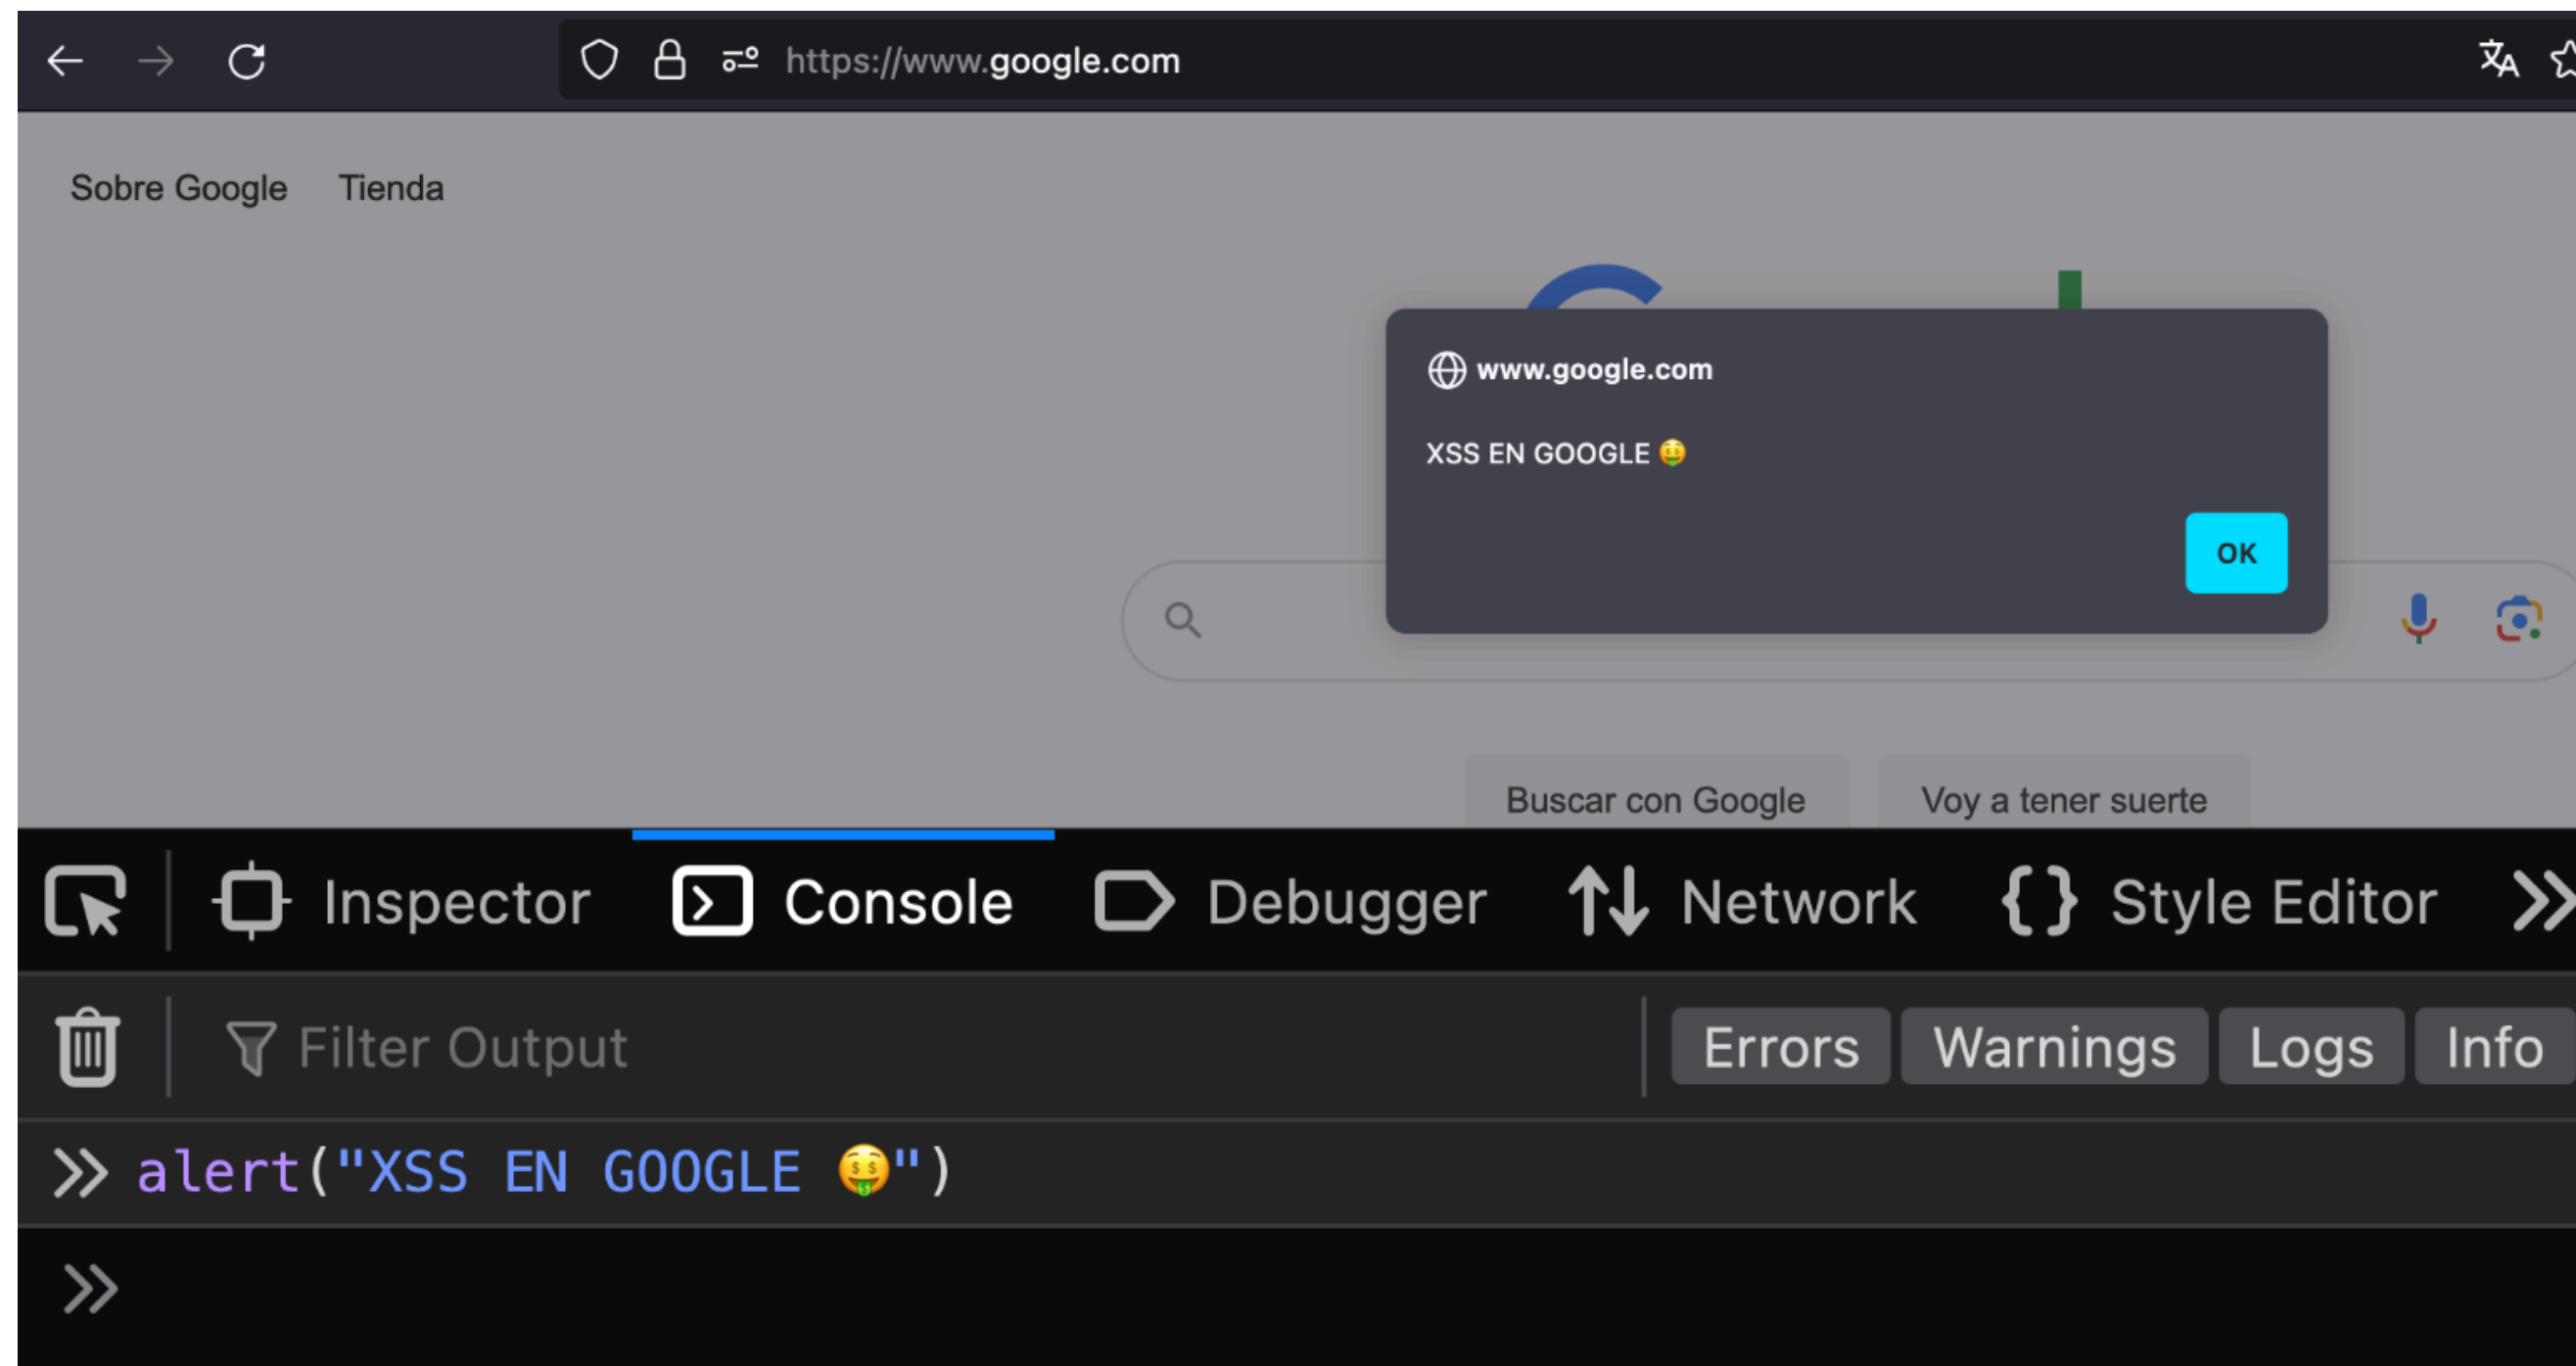 https://www.google.com
Sobre Google Tienda
www.google.com
XSS EN GOOGLE 🤑
OK
Buscar con Google Voy a tener suerte
Inspector Console Debugger Network Style Editor
Filter Output Errors Warnings Logs Info
alert("XSS EN GOOGLE 🤑")